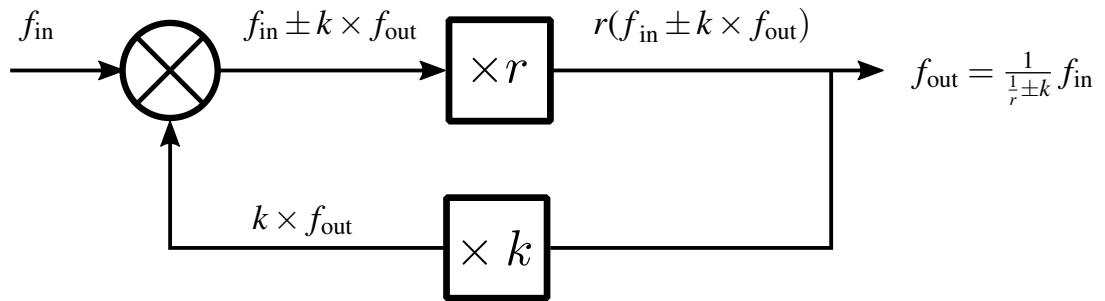 f_in
f_in ± k × f_out
r(f_in ± k × f_out)
×r
f_out = 1/(1/r ± k) f_in
k × f_out
× k